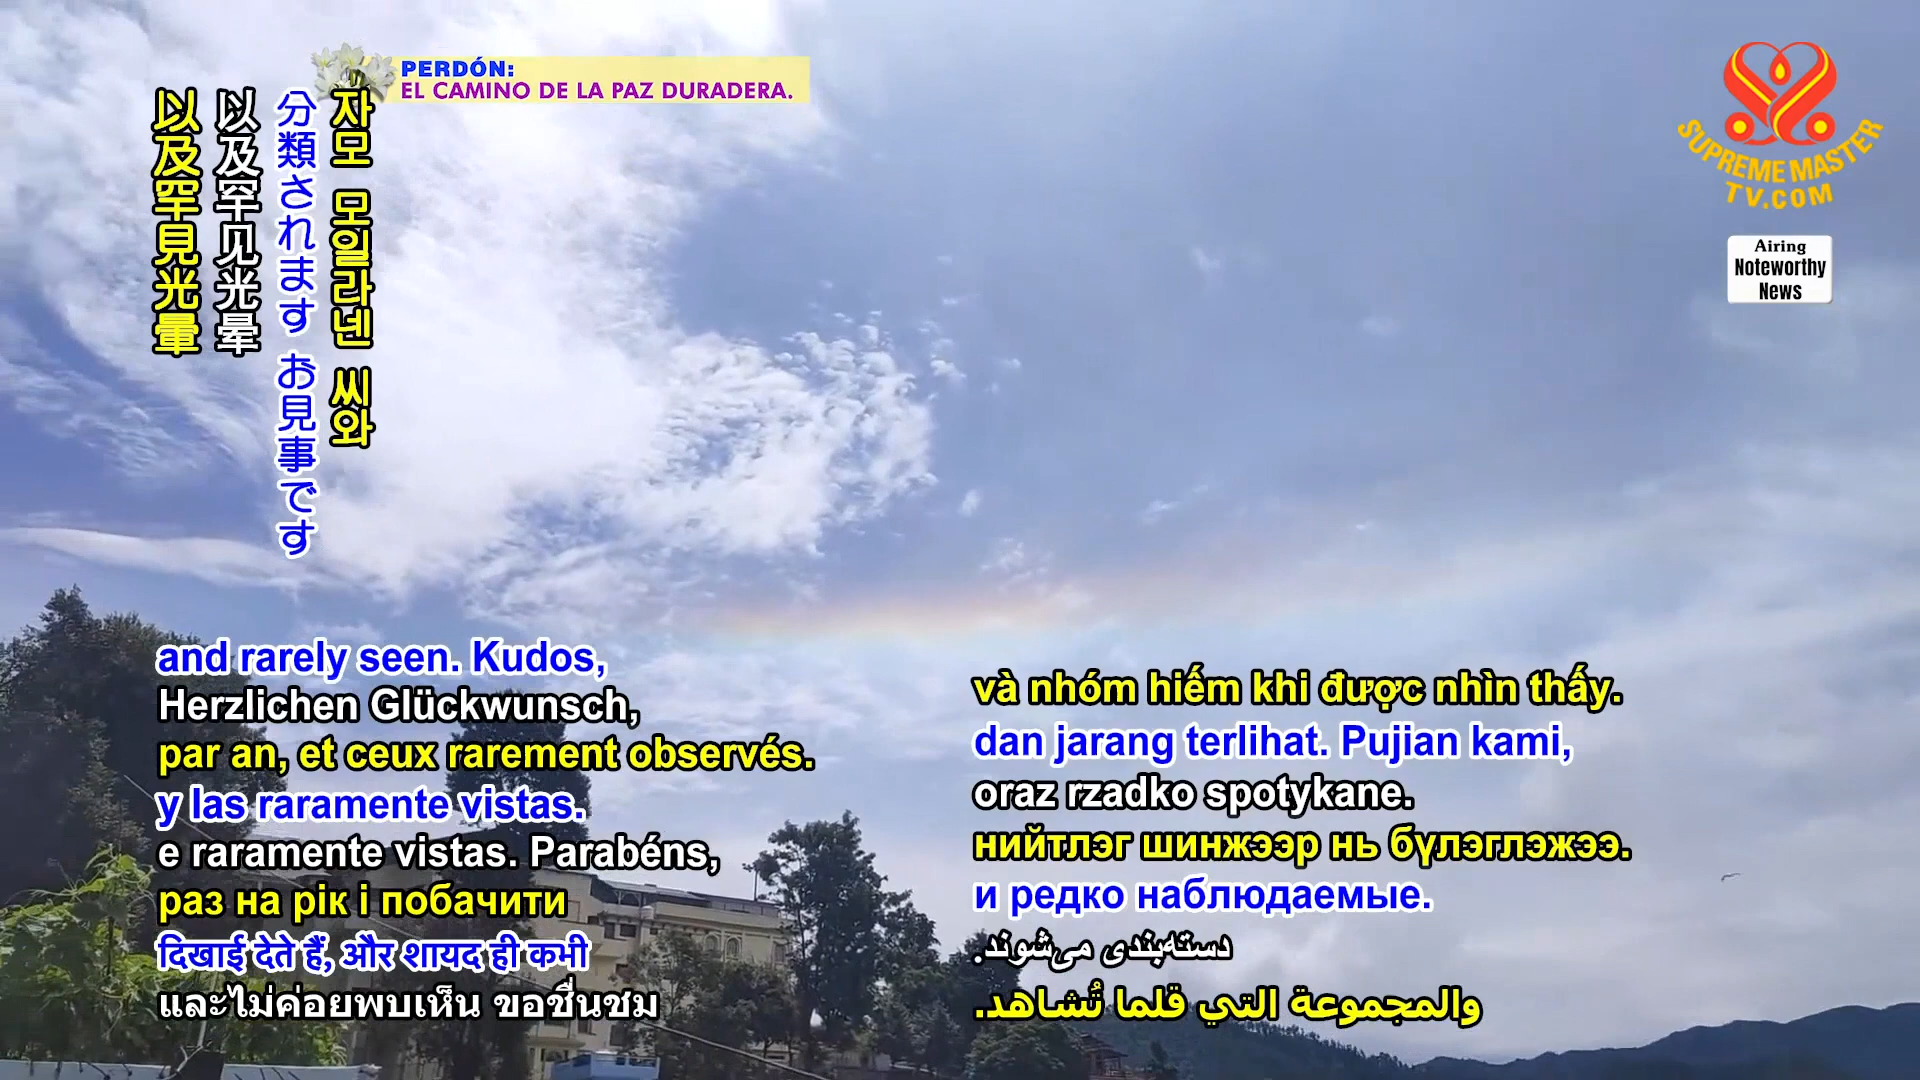 PERDÓN:
EL CAMINO DE LA PAZ DURADERA.
SUPREME MASTER
TV.COM
Airing
Noteworthy
News
以及罕見光暈
以及罕见光晕
分類されます お見事です
자모 모일라넨 씨와
and rarely seen. Kudos,
Herzlichen Glückwunsch,
par an, et ceux rarement observés.
y las raramente vistas.
e raramente vistas. Parabéns,
раз на рік і побачити
दिखाई देते हैं, और शायद ही कभी
และไม่ค่อยพบเห็น ขอชื่นชม
và nhóm hiếm khi được nhìn thấy.
dan jarang terlihat. Pujian kami,
oraz rzadko spotykane.
нийтлэг шинжээр нь бүлэглэжээ.
и редко наблюдаемые.
دسته‌بندی می‌شوند.
والمجموعة التي قلما تُشاهد.